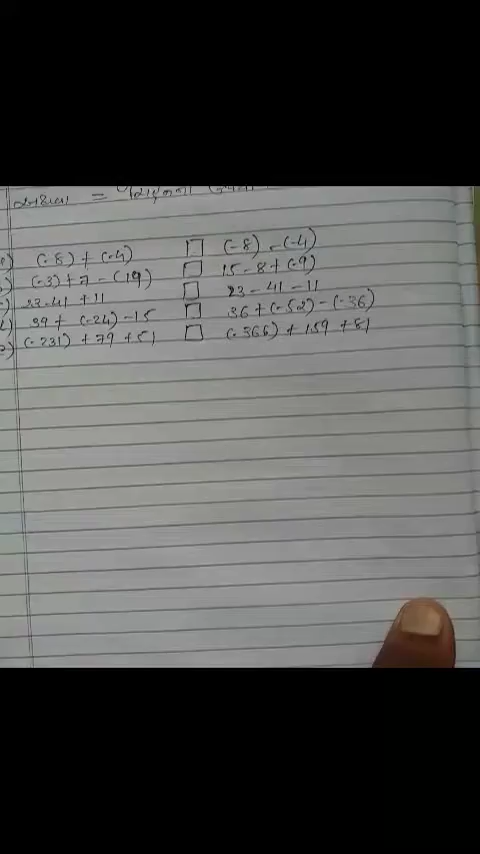 =
(-8) + (-4) □ (-8) - (-4)
(-3) + 7 - (19) □ 15 - 8 + (-9)
23 - 41 + 11 □ 23 - 41 - 11
39 + (-24) - 15 □ 36 + (-52) - (-36)
(-231) + 79 + 51 □ (-366) + 159 + 81